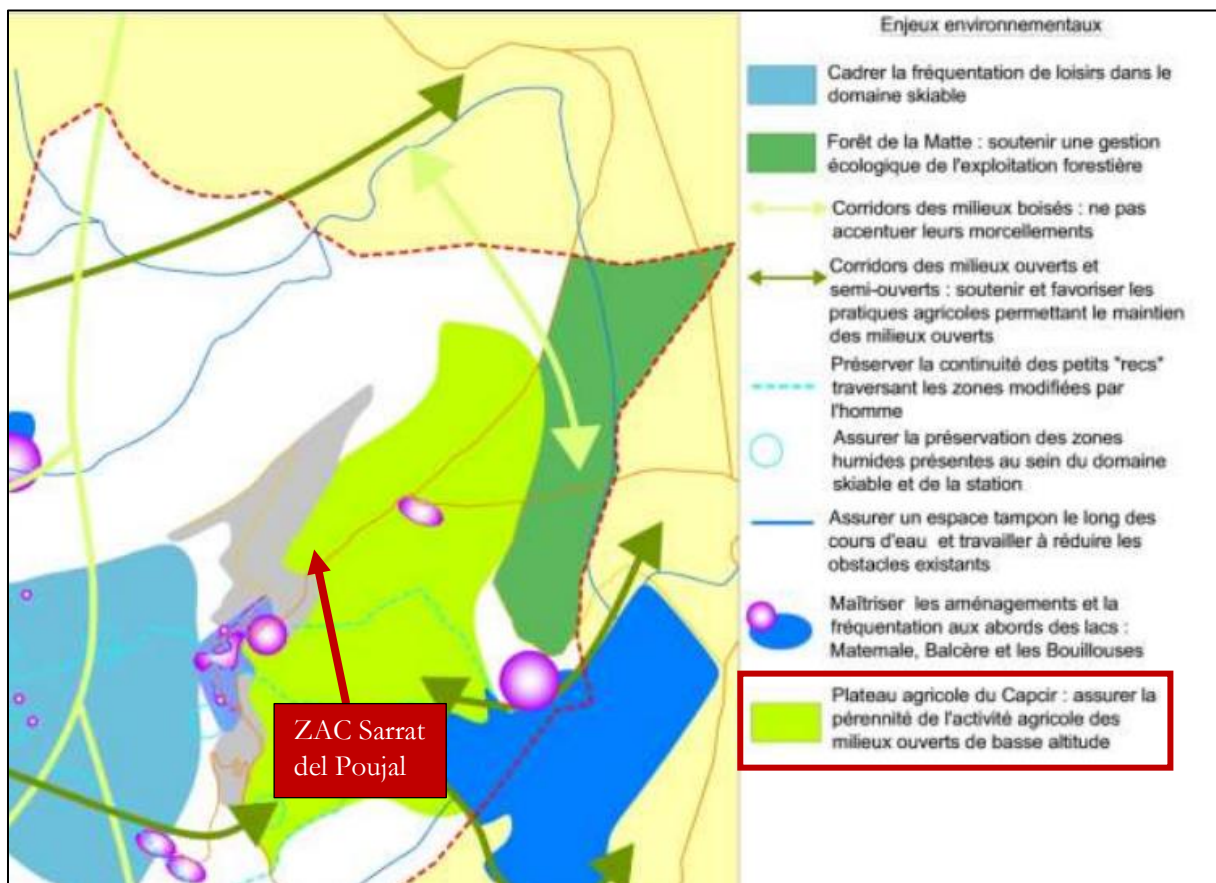 Enjeux environnementaux
Cadrer la fréquentation de loisirs dans le
domaine skiable
Forêt de la Matte : soutenir une gestion
écologique de l'exploitation forestière
Corridors des milieux boisés : ne pas
accentuer leurs morcellements
Corridors des milieux ouverts et
semi-ouverts : soutenir et favoriser les
pratiques agricoles permettant le maintien
des milieux ouverts
Préserver la continuité des petits "recs"
traversant les zones modifiées par
l'homme
Assurer la préservation des zones
humides présentes au sein du domaine
skiable et de la station
Assurer un espace tampon le long des
cours d'eau et travailler à réduire les
obstacles existants
Maîtriser les aménagements et la
fréquentation aux abords des lacs :
Matemale, Balcère et les Bouillouses
Plateau agricole du Capcir : assurer la
pérennité de l'activité agricole des
milieux ouverts de basse altitude
ZAC Sarrat
del Poujal